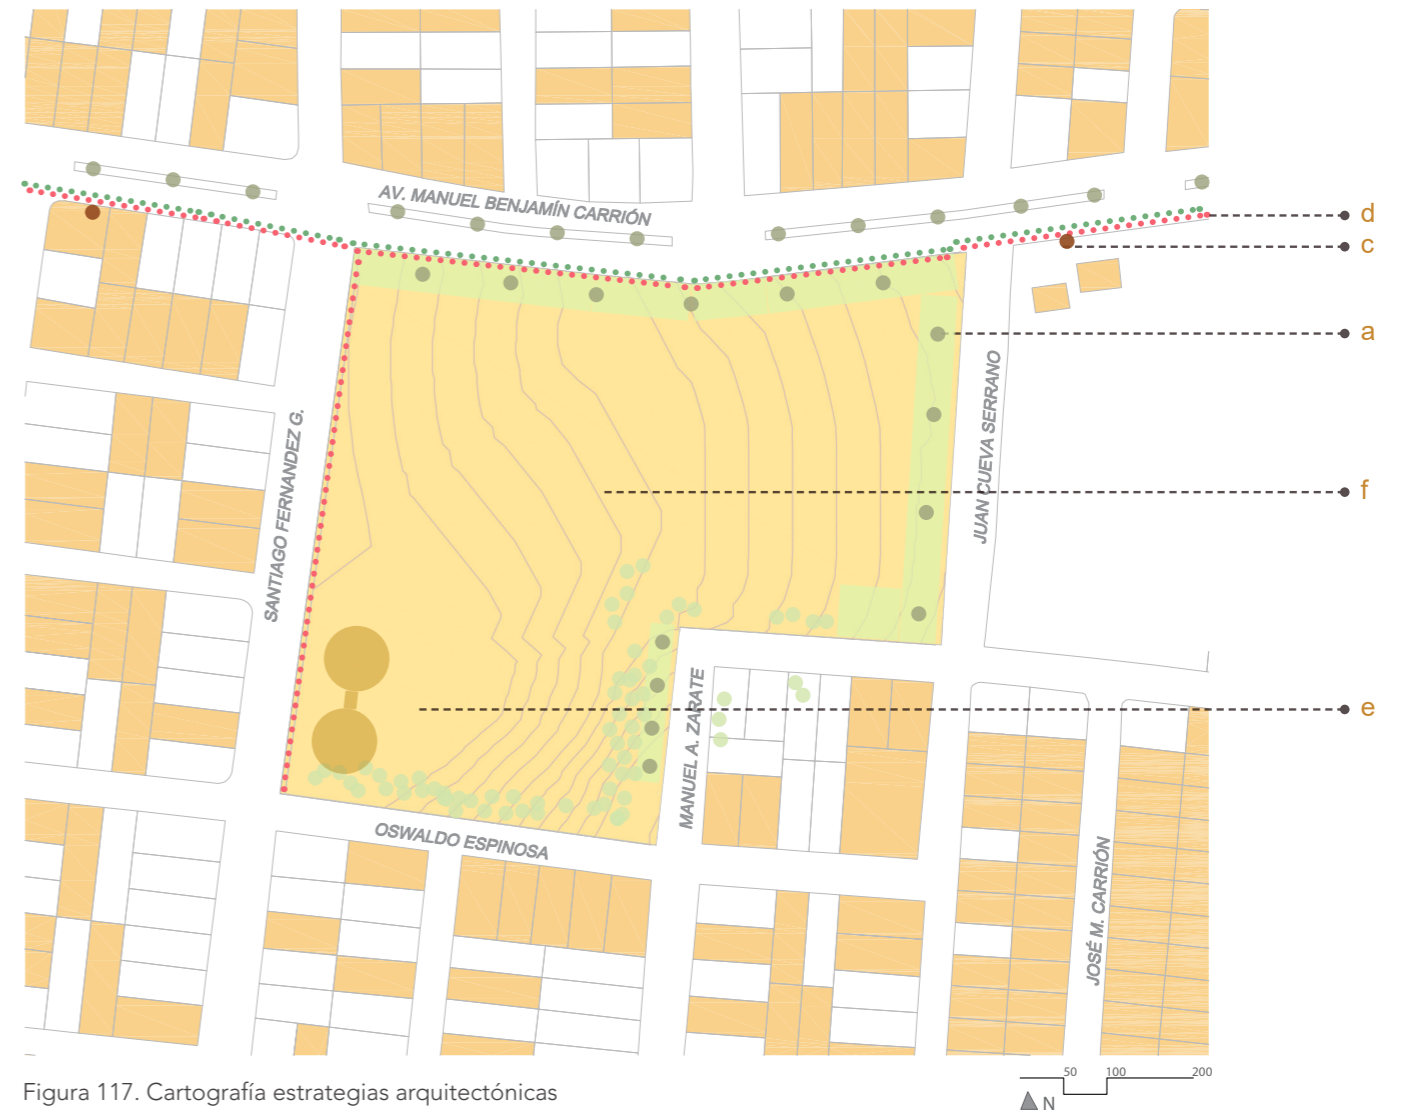 AV. MANUEL BENJAMÍN CARRIÓN
d
c
a
JUAN CUEVA SERRANO
SANTIAGO FERNANDEZ G.
f
MANUEL A. ZARATE
e
OSWALDO ESPINOSA
JOSÉ M. CARRIÓN
50 100 200
N
Figura 117. Cartografía estrategias arquitectónicas